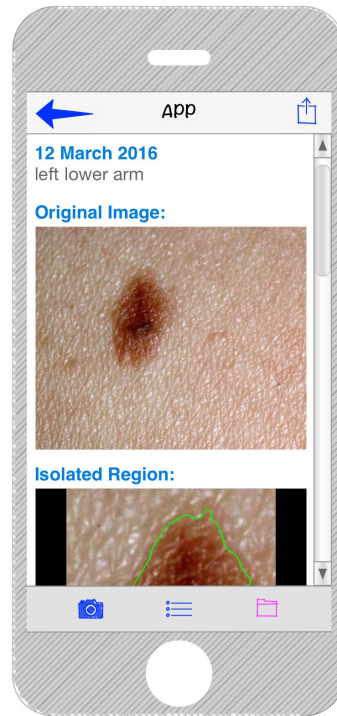 App
12 March 2016
left lower arm
Original Image:
Isolated Region: